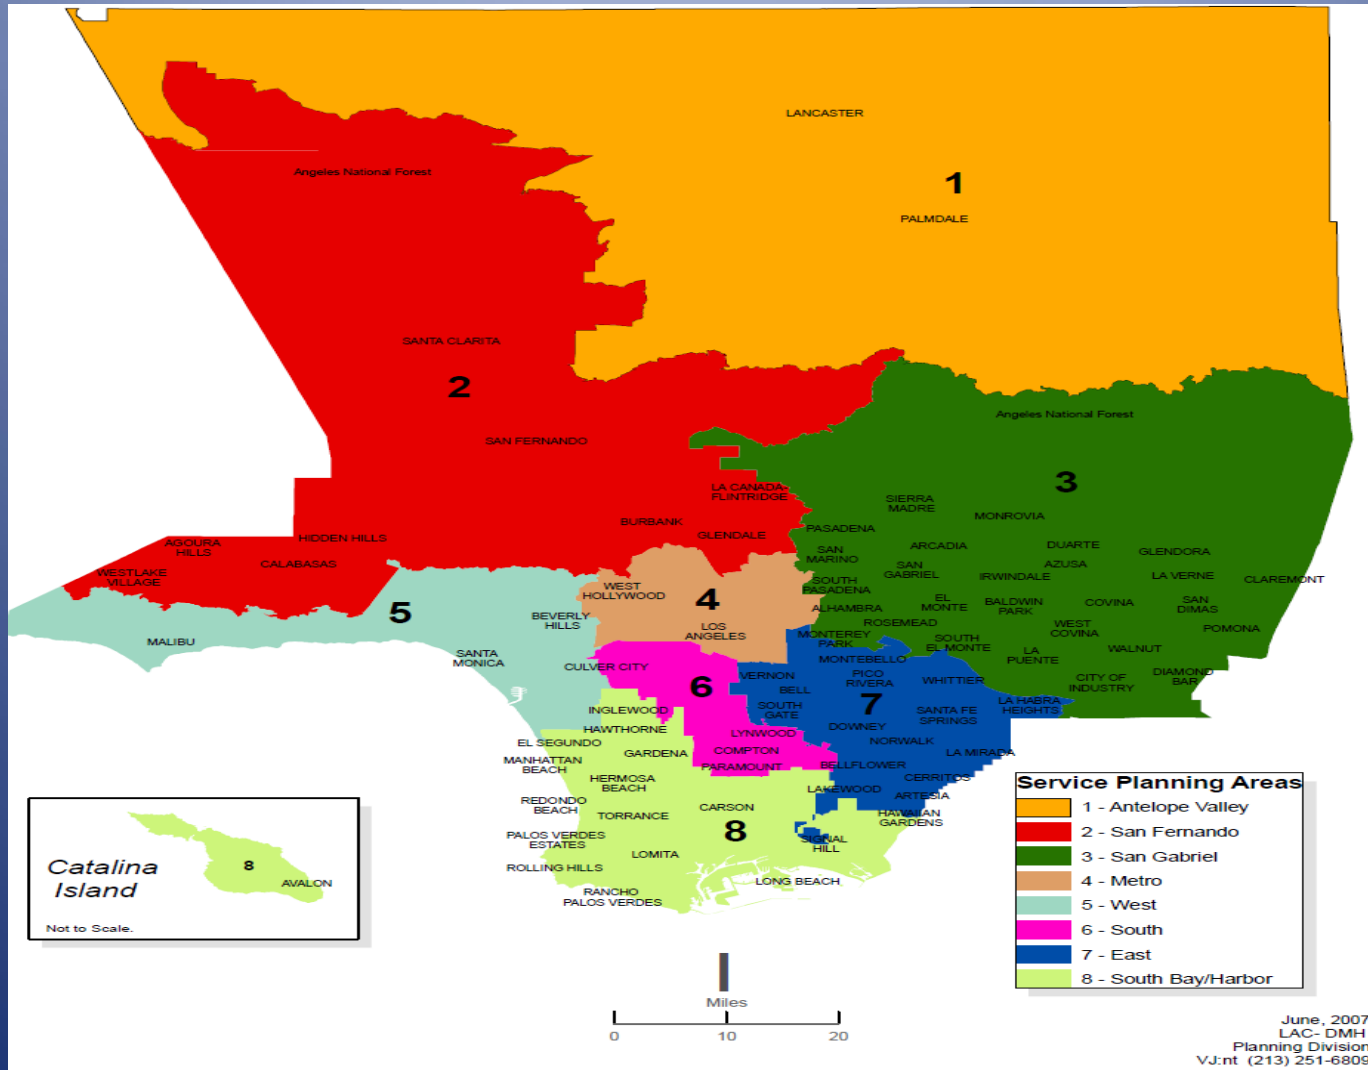 LANCASTER
Angeles National Forest
1
PALMDALE
SANTA CLARITA
2
SAN FERNANDO
Angeles National Forest
3
LA CANADA-
FLINTRIDGE
SIERRA
MADRE
MONROVIA
BURBANK
GLENDALE
PASADENA
AGOURA
HILLS
HIDDEN HILLS
CALABASAS
WESTLAKE
VILLAGE
SAN
MARINO
ARCADIA
DUARTE
GLENDORA
SAN
GABRIEL
AZUSA
IRWINDALE
LA VERNE
CLAREMONT
SOUTH
PASADENA
WEST
HOLLYWOOD
4
5
BEVERLY
HILLS
LOS
ANGELES
ALHAMBRA
EL
MONTE
BALDWIN
PARK
COVINA
SAN
DIMAS
ROSEMEAD
WEST
COVINA
POMONA
MALIBU
MONTEREY
PARK
SOUTH
EL MONTE
LA
PUENTE
WALNUT
SANTA
MONICA
CULVER CITY
MONTEBELLO
VERNON
PICO
RIVERA
WHITTIER
CITY OF
INDUSTRY
DIAMOND
BAR
6
BELL
7
LA HABRA
HEIGHTS
INGLEWOOD
SOUTH
GATE
SANTA FE
SPRINGS
HAWTHORNE
LYNWOOD
DOWNEY
EL SEGUNDO
NORWALK
GARDENA
COMPTON
LA MIRADA
MANHATTAN
BEACH
PARAMOUNT
BELLFLOWER
HERMOSA
BEACH
CERRITOS
LAKEWOOD
ARTESIA
REDONDO
BEACH
CARSON
TORRANCE
HAWAIIAN
GARDENS
8
PALOS VERDES
ESTATES
SIGNAL
HILL
LOMITA
ROLLING HILLS
LONG BEACH
RANCHO
PALOS VERDES
Catalina
Island
8
AVALON
Not to Scale.
Service Planning Areas
1 - Antelope Valley
2 - San Fernando
3 - San Gabriel
4 - Metro
5 - West
6 - South
7 - East
8 - South Bay/Harbor
Miles
0 10 20
June, 2007
LAC- DMH
Planning Division
VJ:nt (213) 251-6809